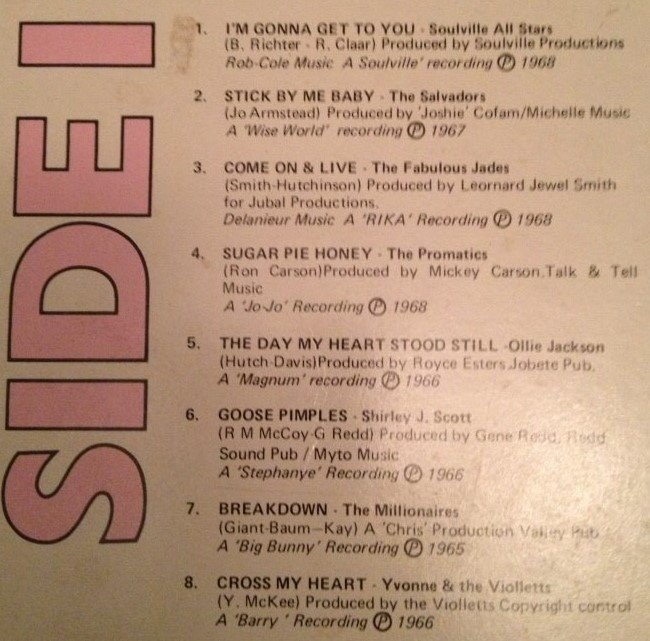 SIDE I
1. I'M GONNA GET TO YOU - Soulville All Stars
(B. Richter - R. Claar) Produced by Soulville Productions
Rob-Cole Music A Soulville' recording Ⓟ 1968
2. STICK BY ME BABY - The Salvadors
(Jo Armstead) Produced by 'Joshie' Cofam/Michelle Music
A 'Wise World' recording Ⓟ 1967
3. COME ON & LIVE - The Fabulous Jades
(Smith-Hutchinson) Produced by Leornard Jewel Smith
for Jubal Productions.
Delanieur Music A 'RIKA' Recording Ⓟ 1968
4. SUGAR PIE HONEY - The Promatics
(Ron Carson)Produced by Mickey Carson.Talk & Tell
Music
A 'Jo-Jo' Recording Ⓟ 1968
5. THE DAY MY HEART STOOD STILL -Ollie Jackson
(Hutch-Davis)Produced by Royce Esters.Jobete Pub.
A 'Magnum' recording Ⓟ 1966
6. GOOSE PIMPLES - Shirley J. Scott
(R M McCoy-G Redd) Produced by Gene Redd. Redd
Sound Pub / Myto Music
A 'Stephanye' Recording Ⓟ 1966
7. BREAKDOWN - The Millionaires
(Giant-Baum-Kay) A 'Chris' Production Valley Pub
A 'Big Bunny' Recording Ⓟ 1965
8. CROSS MY HEART - Yvonne & the Violletts
(Y. McKee) Produced by the Violletts Copyright control
A 'Barry ' Recording Ⓟ 1966